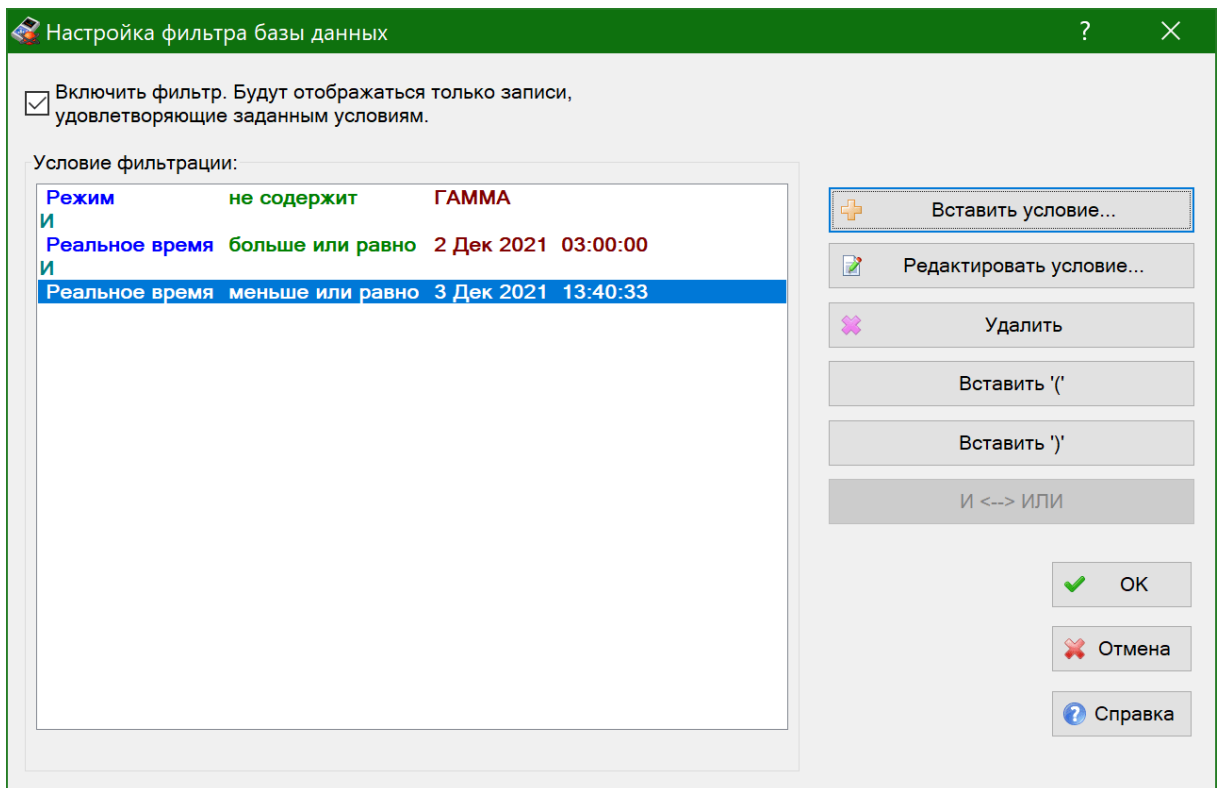 Настройка фильтра базы данных ?
Включить фильтр. Будут отображаться только записи,
удовлетворяющие заданным условиям.
Условие фильтрации:
Режим не содержит ГАММА
И
Реальное время больше или равно 2 Дек 2021 03:00:00
И
Реальное время меньше или равно 3 Дек 2021 13:40:33
Вставить условие...
Редактировать условие...
Удалить
Вставить '('
Вставить ')'
И <--> ИЛИ
OK
Отмена
Справка